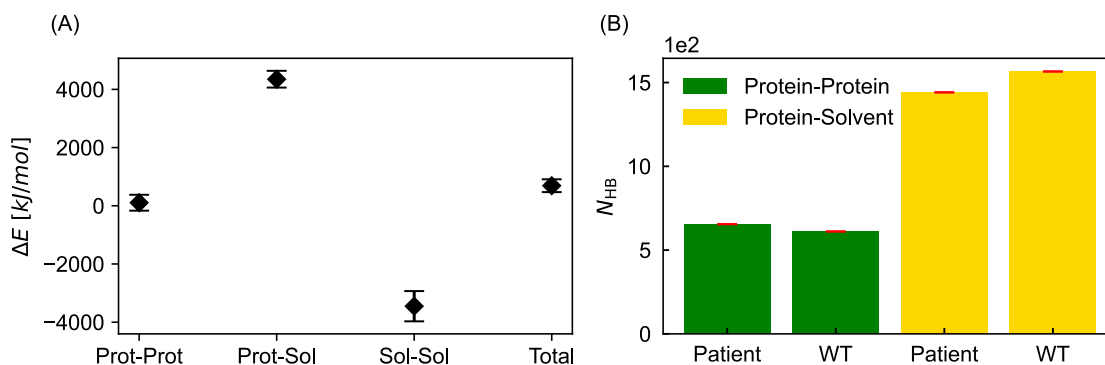 (A)
ΔE [kJ/mol]
4000
2000
0
−2000
−4000
Prot-Prot Prot-Sol Sol-Sol Total
(B)
1e2
N_HB
15
10
5
0
Protein-Protein
Protein-Solvent
Patient WT Patient WT